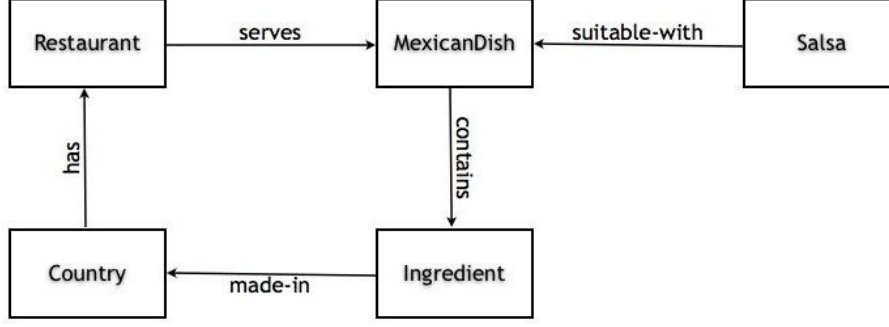 Restaurant
serves
MexicanDish
suitable-with
Salsa
has
contains
Country
made-in
Ingredient